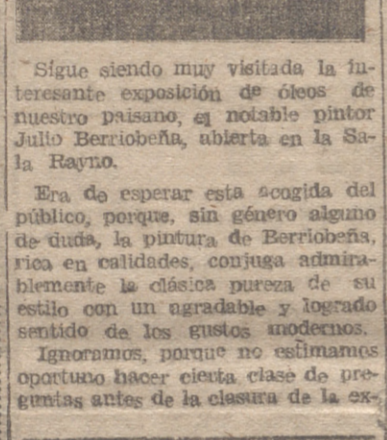 Sigue siendo muy visitada la in-
teresante exposición de óleos de
nuestro paisano, el notable pintor
Julio Berriobeña, abierta en la Sa-
la Rayno.
Era de esperar esta acogida del
público, porque, sin género alguno
de duda, la pintura de Berriobeña,
rica en calidades, conjuga admira-
blemente la clásica pureza de su
estilo con un agradable y logrado
sentido de los gustos modernos.
Ignoramos, porque no estimamos
oportuno hacer cierta clase de pre-
guntas antes de la clasura de la ex-